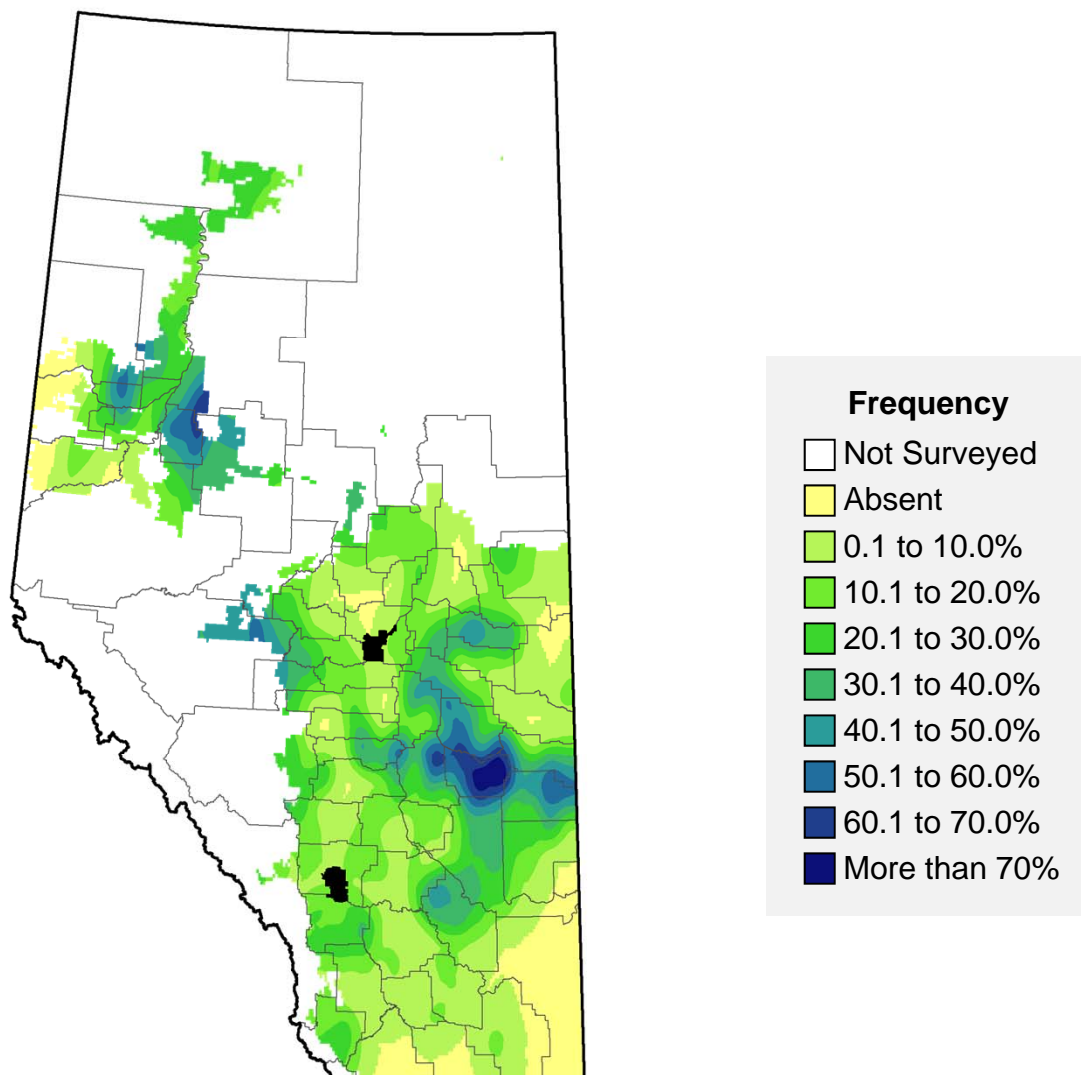 Frequency
Not Surveyed
Absent
0.1 to 10.0%
10.1 to 20.0%
20.1 to 30.0%
30.1 to 40.0%
40.1 to 50.0%
50.1 to 60.0%
60.1 to 70.0%
More than 70%